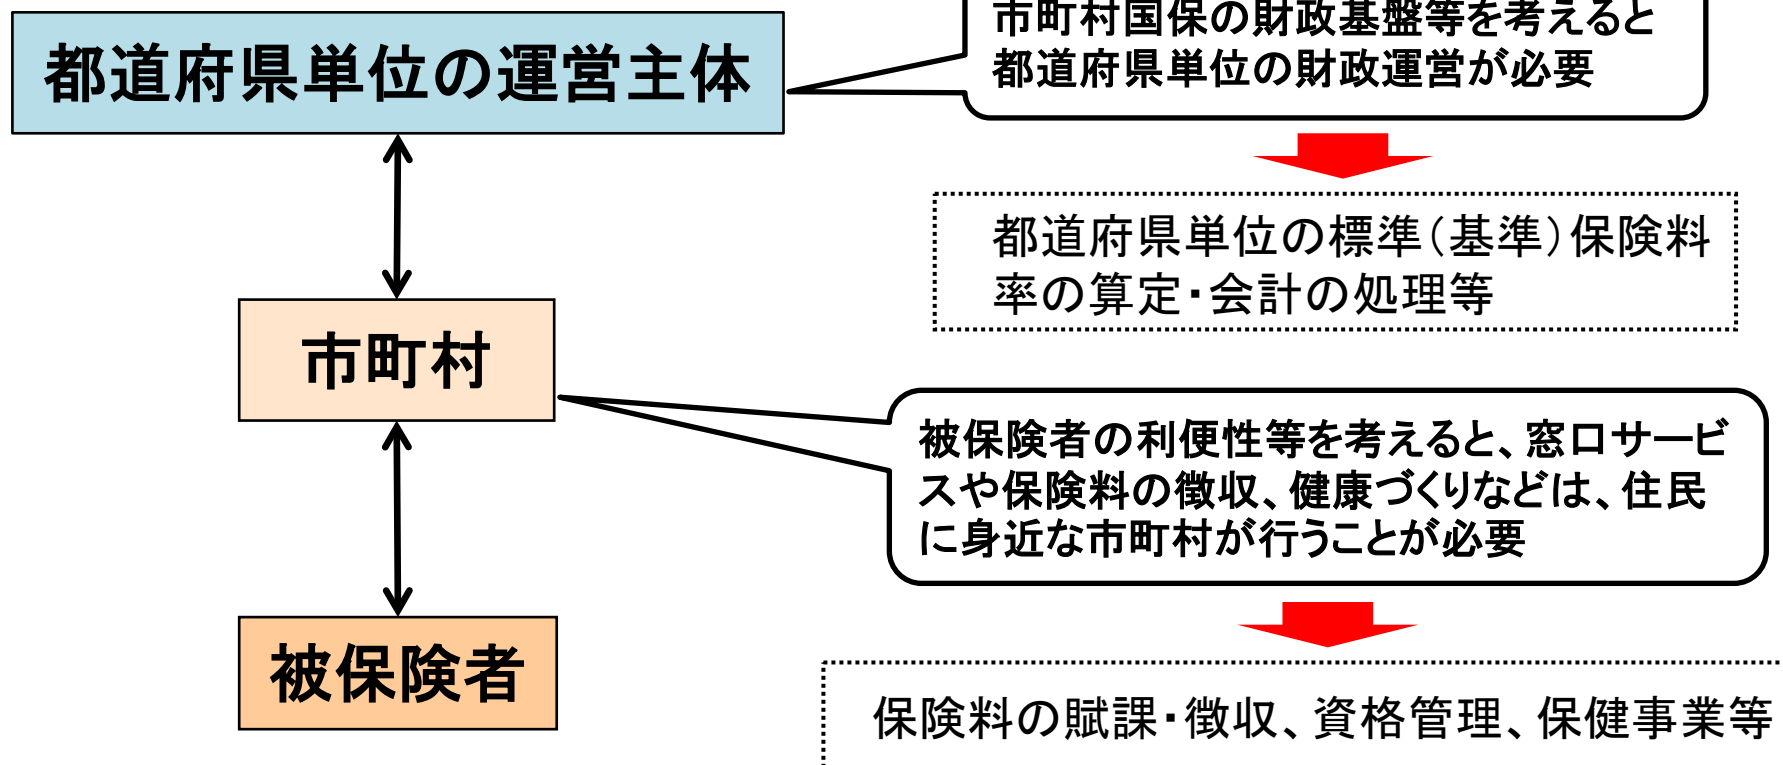 都道府県単位の運営主体
市町村国保の財政基盤等を考えると
都道府県単位の財政運営が必要
都道府県単位の標準(基準)保険料
率の算定・会計の処理等
市町村
被保険者の利便性等を考えると、窓口サービ
スや保険料の徴収、健康づくりなどは、住民
に身近な市町村が行うことが必要
被保険者
保険料の賦課・徴収、資格管理、保健事業等